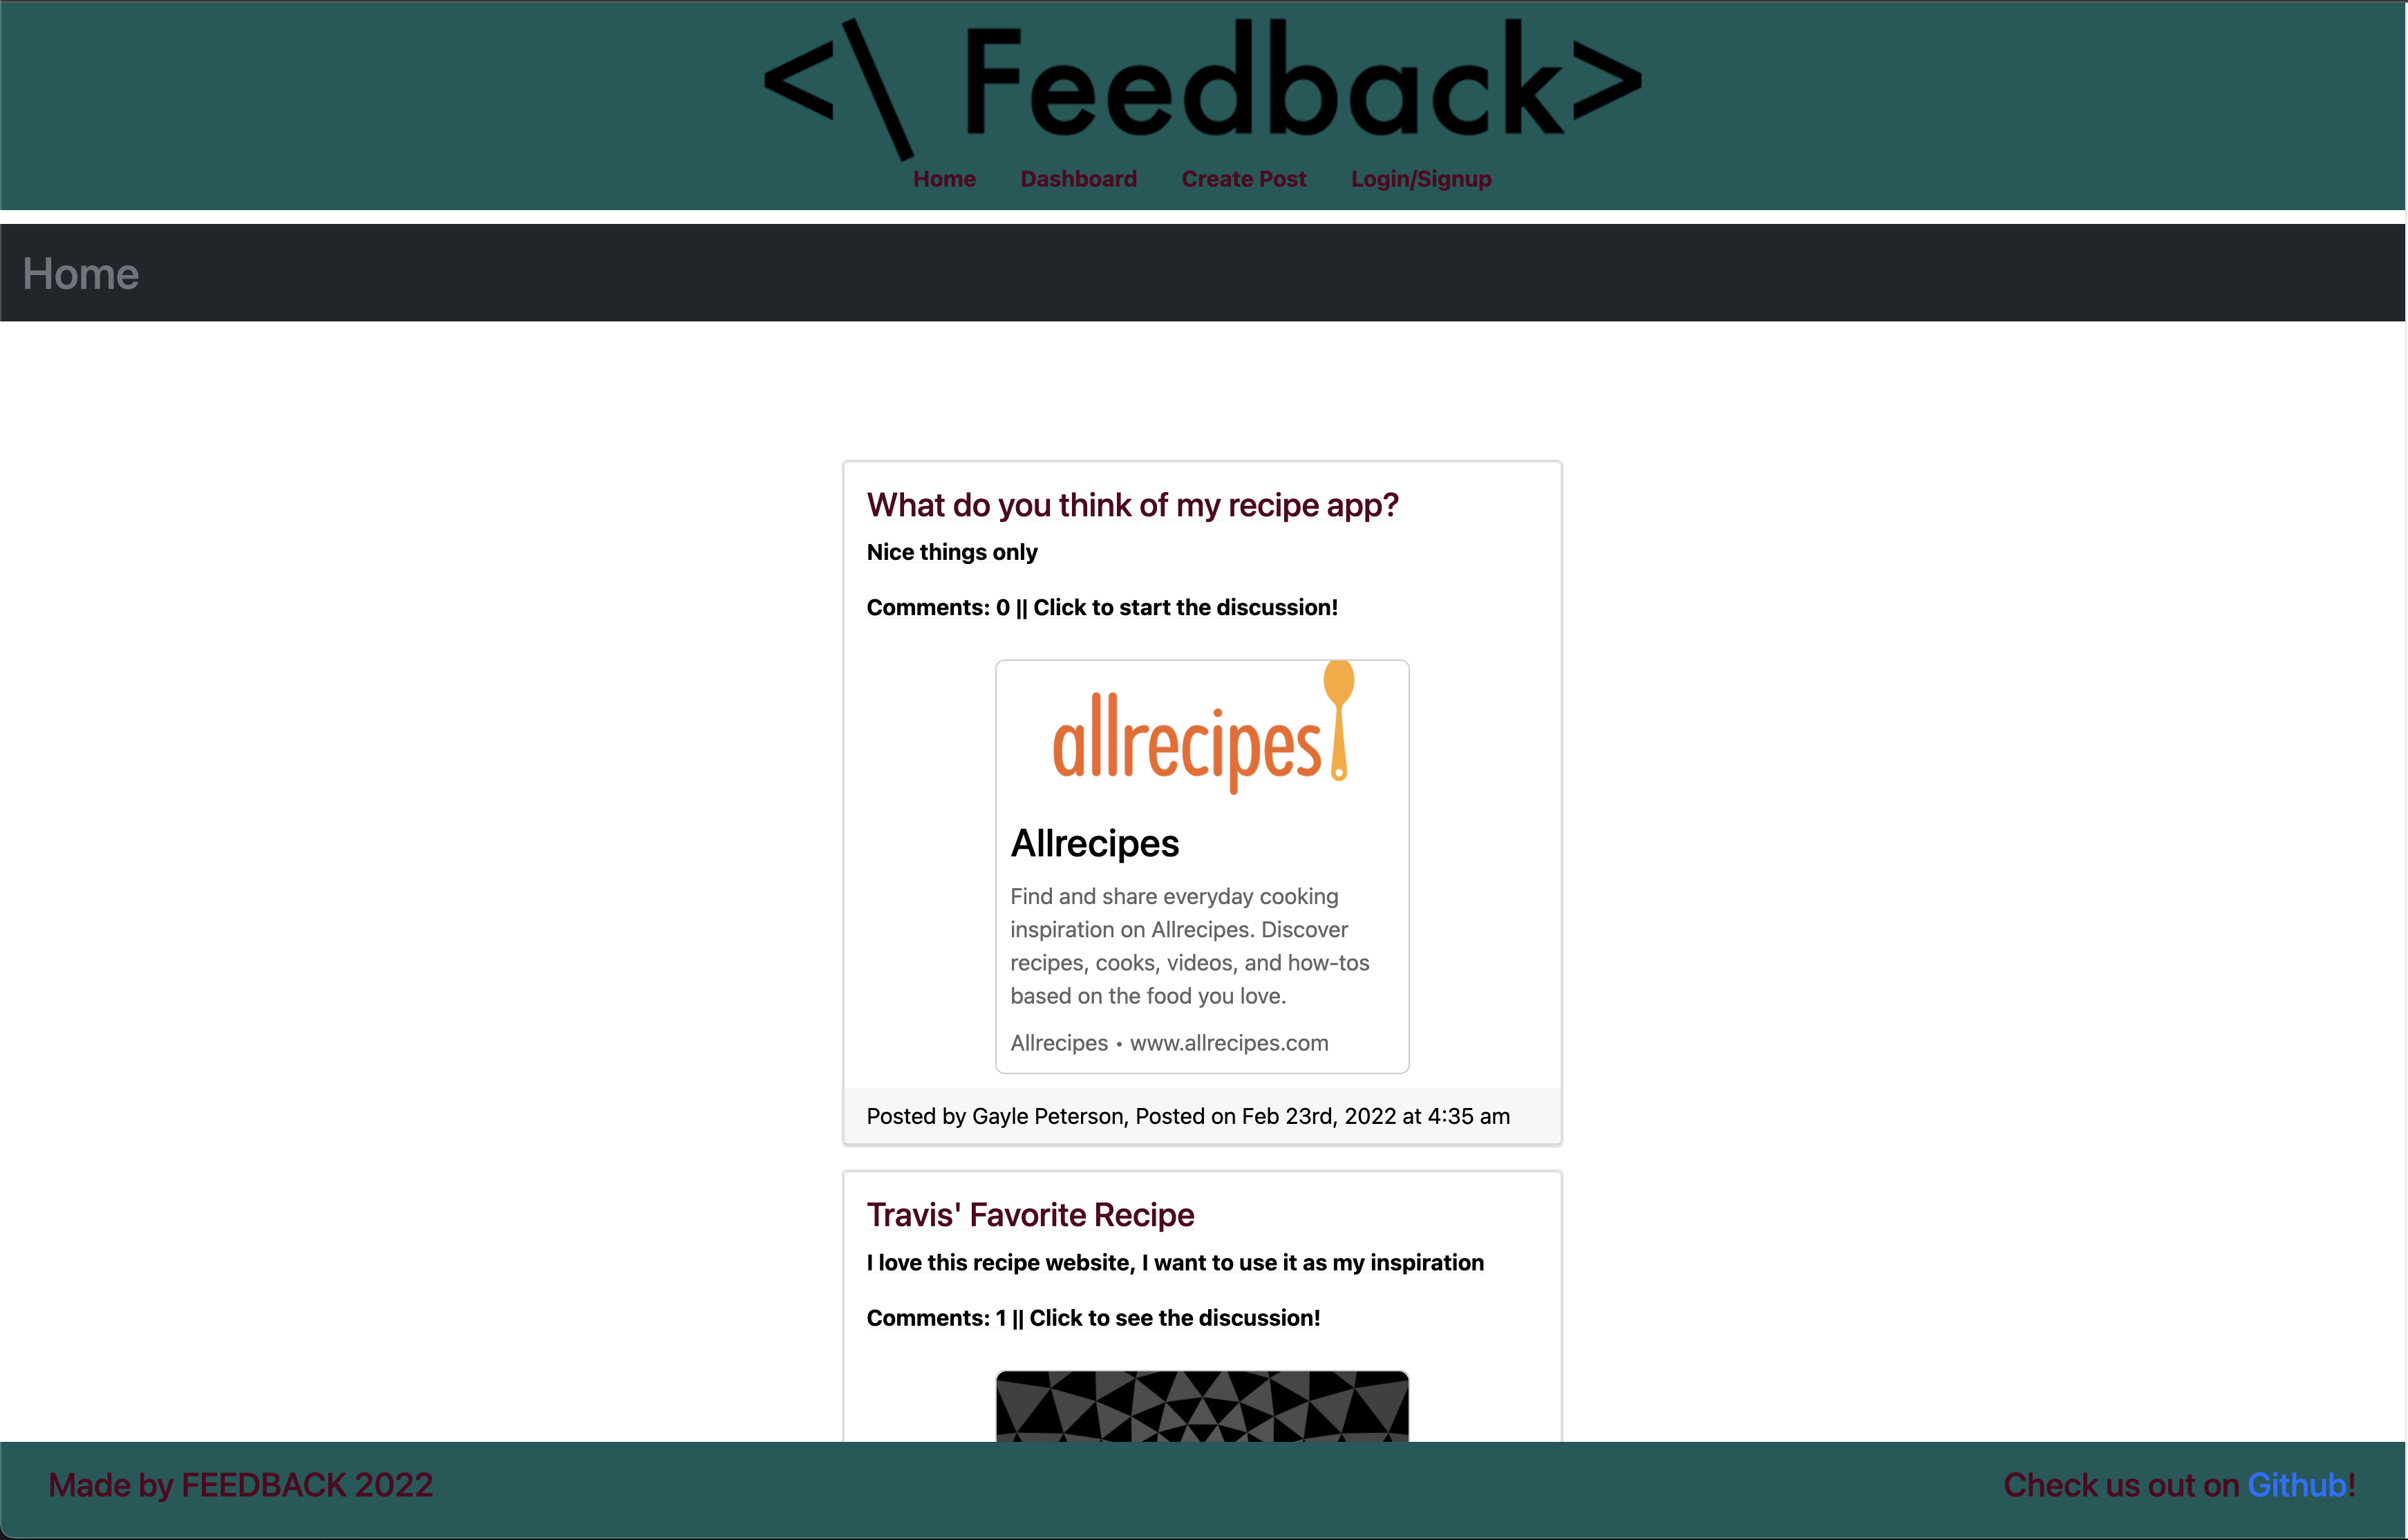 <\ Feedback>
Home Dashboard Create Post Login/Signup
Home
What do you think of my recipe app?
Nice things only
Comments: 0 || Click to start the discussion!
allrecipes
Allrecipes
Find and share everyday cooking
inspiration on Allrecipes. Discover
recipes, cooks, videos, and how-tos
based on the food you love.
Allrecipes • www.allrecipes.com
Posted by Gayle Peterson, Posted on Feb 23rd, 2022 at 4:35 am
Travis' Favorite Recipe
I love this recipe website, I want to use it as my inspiration
Comments: 1 || Click to see the discussion!
Made by FEEDBACK 2022
Check us out on Github!